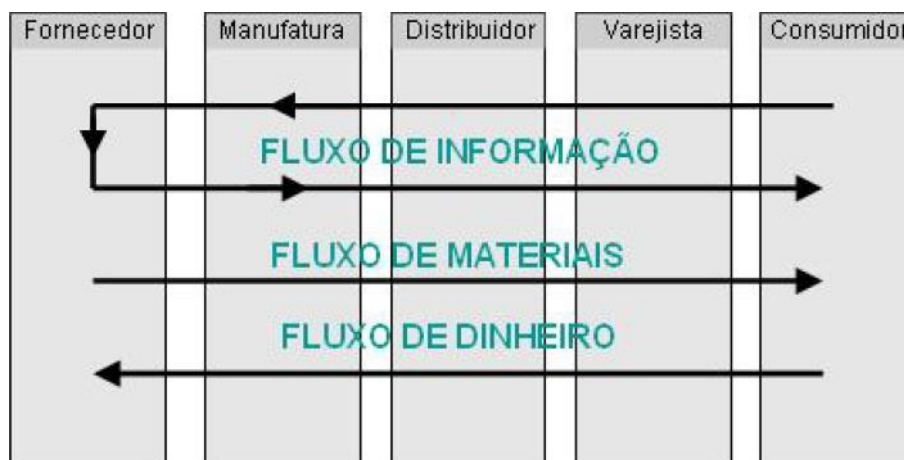 Fornecedor
Manufatura
Distribuidor
Varejista
Consumidor
FLUXO DE INFORMAÇÃO
FLUXO DE MATERIAIS
FLUXO DE DINHEIRO